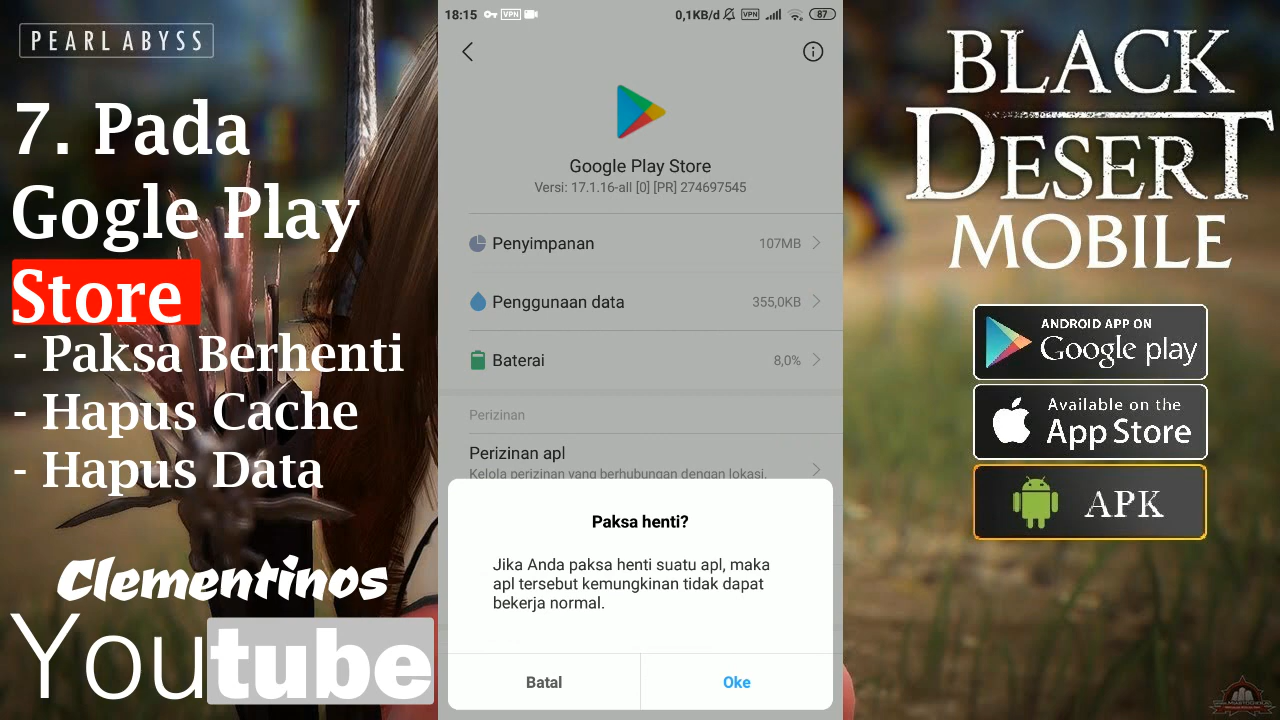 PEARL ABYSS
7. Pada
Gogle Play
Store
- Paksa Berhenti
- Hapus Cache
- Hapus Data
Clementinos
Youtube
18:15 VPN
0,1KB/d VPN 87
Google Play Store
Versi: 17.1.16-all [0] [PR] 274697545
Penyimpanan 107MB
Penggunaan data 355,0KB
Baterai 8,0%
Perizinan
Perizinan apl
Kelola perizinan yang berhubungan dengan lokasi,
Paksa henti?
Jika Anda paksa henti suatu apl, maka
apl tersebut kemungkinan tidak dapat
bekerja normal.
Batal Oke
BLACK
DESERT
MOBILE
ANDROID APP ON
Google play
Available on the
App Store
APK